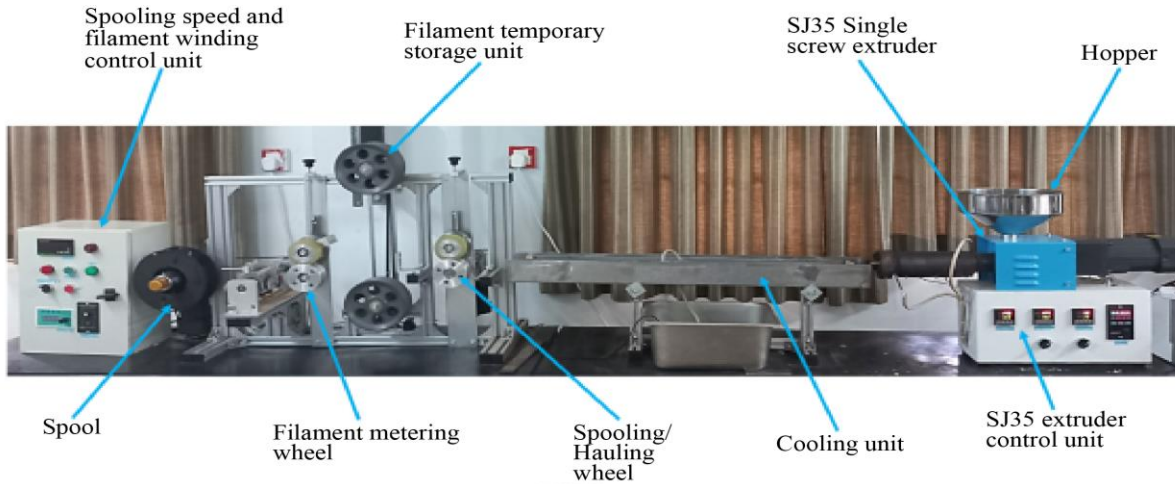 Spooling speed and
filament winding
control unit
Filament temporary
storage unit
SJ35 Single
screw extruder
Hopper
Spool
Filament metering
wheel
Spooling/
Hauling
wheel
Cooling unit
SJ35 extruder
control unit